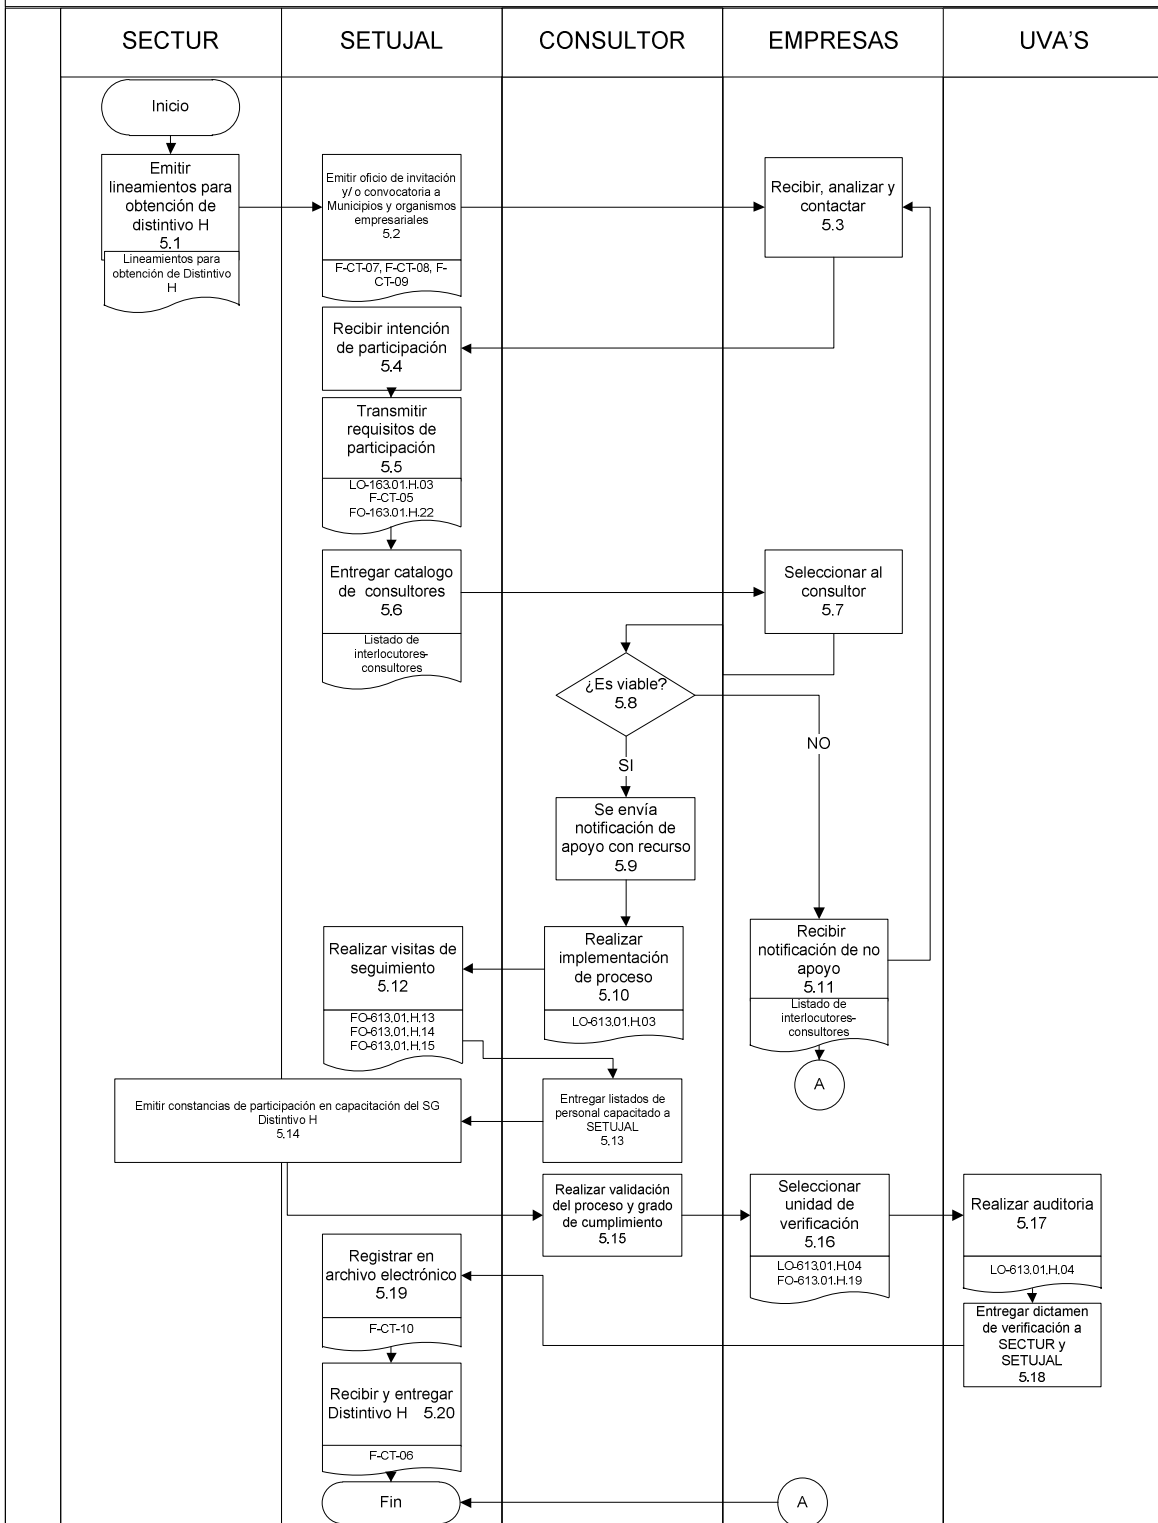 SECTUR
SETUJAL
CONSULTOR
EMPRESAS
UVA'S
Inicio
Emitir
lineamientos para
obtención de
distintivo H
5.1
Lineamientos para
obtención de Distintivo
H
Emitir oficio de invitación
y/ o convocatoria a
Municipios y organismos
empresariales
5.2
F-CT-07, F-CT-08, F-
CT-09
Recibir, analizar y
contactar
5.3
Recibir intención
de participación
5.4
Transmitir
requisitos de
participación
5.5
LO-163.01.H.03
F-CT-05
FO-163.01.H.22
Entregar catalogo
de consultores
5.6
Listado de
interlocutores-
consultores
Seleccionar al
consultor
5.7
¿Es viable?
5.8
NO
SI
Se envía
notificación de
apoyo con recurso
5.9
Realizar visitas de
seguimiento
5.12
FO-613.01.H.13
FO-613.01.H.14
FO-613.01.H.15
Realizar
implementación
de proceso
5.10
LO-613.01.H.03
Recibir
notificación de no
apoyo
5.11
Listado de
interlocutores-
consultores
A
Emitir constancias de participación en capacitación del SG
Distintivo H
5.14
Entregar listados de
personal capacitado a
SETUJAL
5.13
Realizar validación
del proceso y grado
de cumplimiento
5.15
Seleccionar
unidad de
verificación
5.16
LO-613.01.H.04
FO-613.01.H.19
Realizar auditoria
5.17
LO-613.01.H.04
Registrar en
archivo electrónico
5.19
F-CT-10
Entregar dictamen
de verificación a
SECTUR y
SETUJAL
5.18
Recibir y entregar
Distintivo H 5.20
F-CT-06
Fin
A